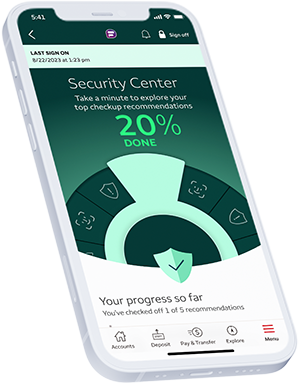 5:41
Sign off
LAST SIGN ON
8/22/2023 at 1:23 pm
Security Center
Take a minute to explore your
top checkup recommendations
20%
DONE
Your progress so far
You've checked off 1 of 5 recommendations
Accounts
Deposit
Pay & Transfer
Explore
Menu